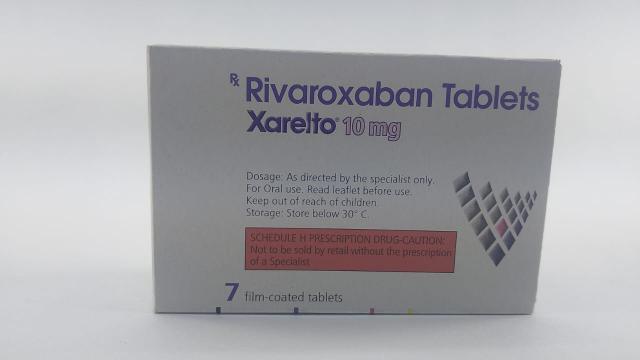 Rx Rivaroxaban Tablets
Xarelto® 10 mg
Dosage: As directed by the specialist only.
For Oral use. Read leaflet before use.
Keep out of reach of children.
Storage: Store below 30° C.
SCHEDULE H PRESCRIPTION DRUG-CAUTION:
Not to be sold by retail without the prescription
of a Specialist
7 film-coated tablets